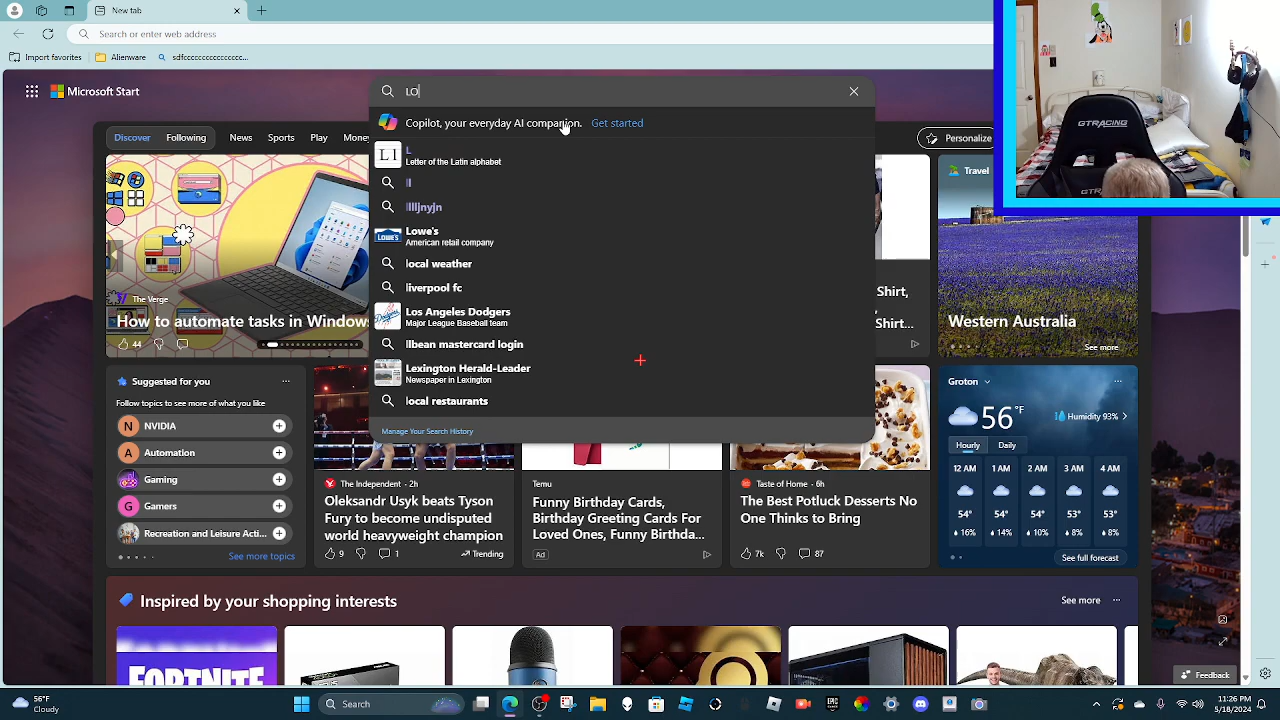 New tab
Search or enter web address
Import favorites
Alienware
sdfcccccccccccccc...
Microsoft Start
LO
Copilot, your everyday AI companion. Get started
L
Letter of the Latin alphabet
ll
lllljnyjn
Lowe's
American retail company
local weather
liverpool fc
Los Angeles Dodgers
Major League Baseball team
llbean mastercard login
Lexington Herald-Leader
Newspaper in Lexington
local restaurants
Manage Your Search History
Discover
Following
News
Sports
Play
Mone
Personalize
The Verge
How to automate tasks in Windows
44
Travel
Western Australia
See more
Shirt,
Shirt...
Suggested for you
Follow topics to see more of what you like
N NVIDIA
A Automation
Gaming
G Gamers
Recreation and Leisure Acti...
See more topics
The Independent · 2h
Oleksandr Usyk beats Tyson
Fury to become undisputed
world heavyweight champion
9
1
Trending
Temu
Funny Birthday Cards,
Birthday Greeting Cards For
Loved Ones, Funny Birthda...
Ad
Taste of Home · 6h
The Best Potluck Desserts No
One Thinks to Bring
7k
87
Groton
56 °F
Humidity 93%
Hourly
Daily
12 AM 1 AM 2 AM 3 AM 4 AM
54° 54° 54° 53° 53°
16% 14% 10% 8% 8%
See full forecast
Inspired by your shopping interests
See more
FORTNITE
GTRACING
Feedback
56°F
Cloudy
Search
11:26 PM
5/18/2024